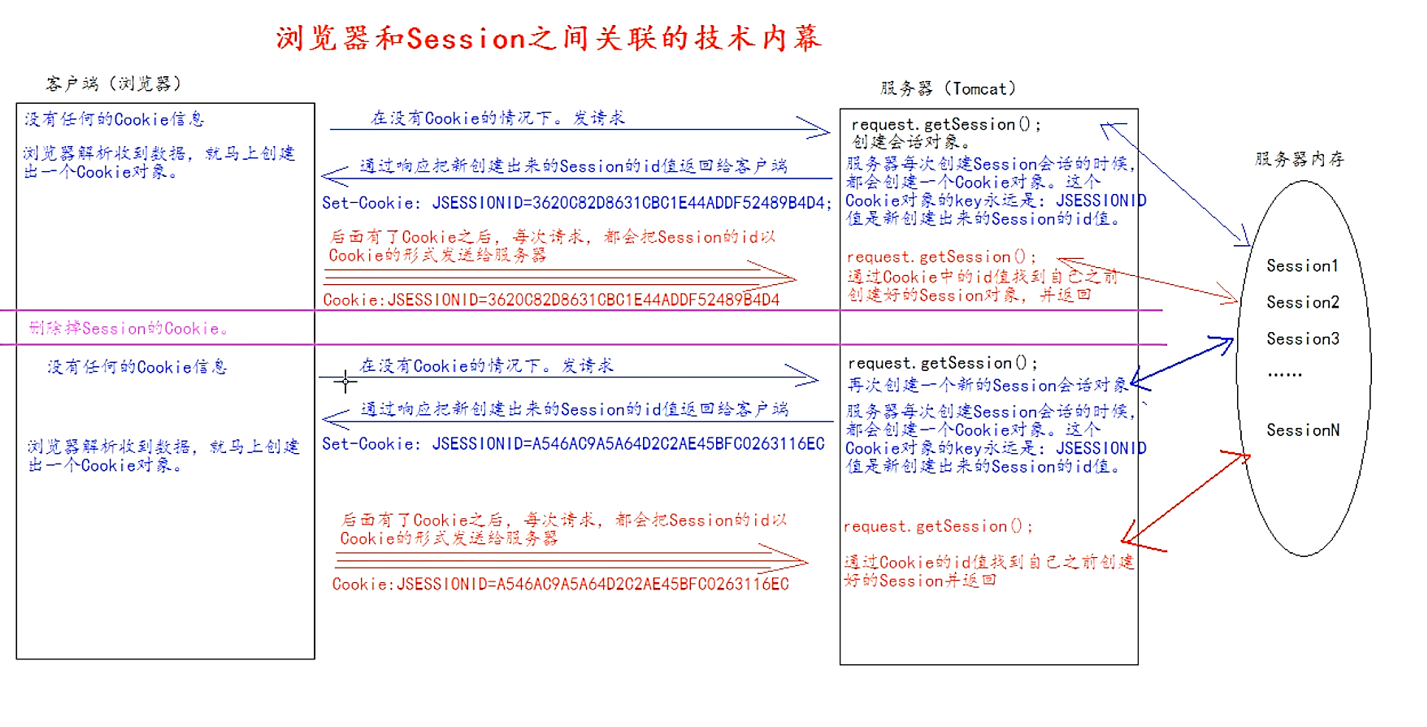 浏览器和Session之间关联的技术内幕
客户端（浏览器）
服务器（Tomcat）
没有任何的Cookie信息
浏览器解析收到数据，就马上创建
出一个Cookie对象。
在没有Cookie的情况下。发请求
request.getSession();
创建会话对象。
通过响应把新创建出来的Session的id值返回给客户端
Set-Cookie: JSESSIONID=3620C82D8631CBC1E44ADDF52489B4D4;
服务器每次创建Session会话的时候，
都会创建一个Cookie对象。这个
Cookie对象的key永远是：JSESSIONID
值是新创建出来的Session的id值。
后面有了Cookie之后，每次请求，都会把Session的id以
Cookie的形式发送给服务器
Cookie:JSESSIONID=3620C82D8631CBC1E44ADDF52489B4D4
request.getSession();
通过Cookie中的id值找到自己之前
创建好的Session对象，并返回
服务器内存
Session1
Session2
Session3
……
SessionN
删除掉Session的Cookie。
没有任何的Cookie信息
在没有Cookie的情况下。发请求
request.getSession();
再次创建一个新的Session会话对象
通过响应把新创建出来的Session的id值返回给客户端
Set-Cookie: JSESSIONID=A546AC9A5A64D2C2AE45BFC0263116EC
服务器每次创建Session会话的时候，
都会创建一个Cookie对象。这个
Cookie对象的key永远是：JSESSIONID
值是新创建出来的Session的id值。
浏览器解析收到数据，就马上创建
出一个Cookie对象。
后面有了Cookie之后，每次请求，都会把Session的id以
Cookie的形式发送给服务器
Cookie:JSESSIONID=A546AC9A5A64D2C2AE45BFC0263116EC
request.getSession();
通过Cookie的id值找到自己之前创建
好的Session并返回